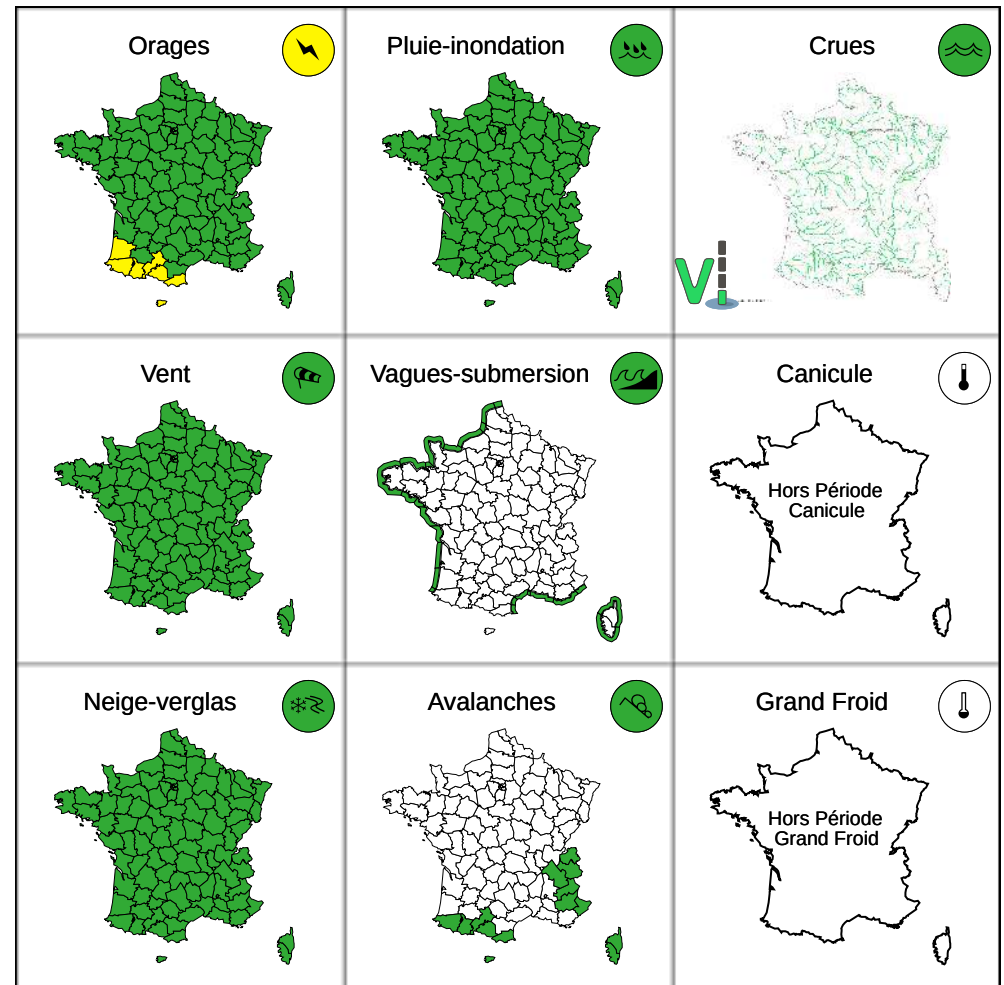 Orages
Pluie-inondation
Crues
Vi
Vent
Vagues-submersion
Canicule
Hors Période
Canicule
Neige-verglas
Avalanches
Grand Froid
Hors Période
Grand Froid